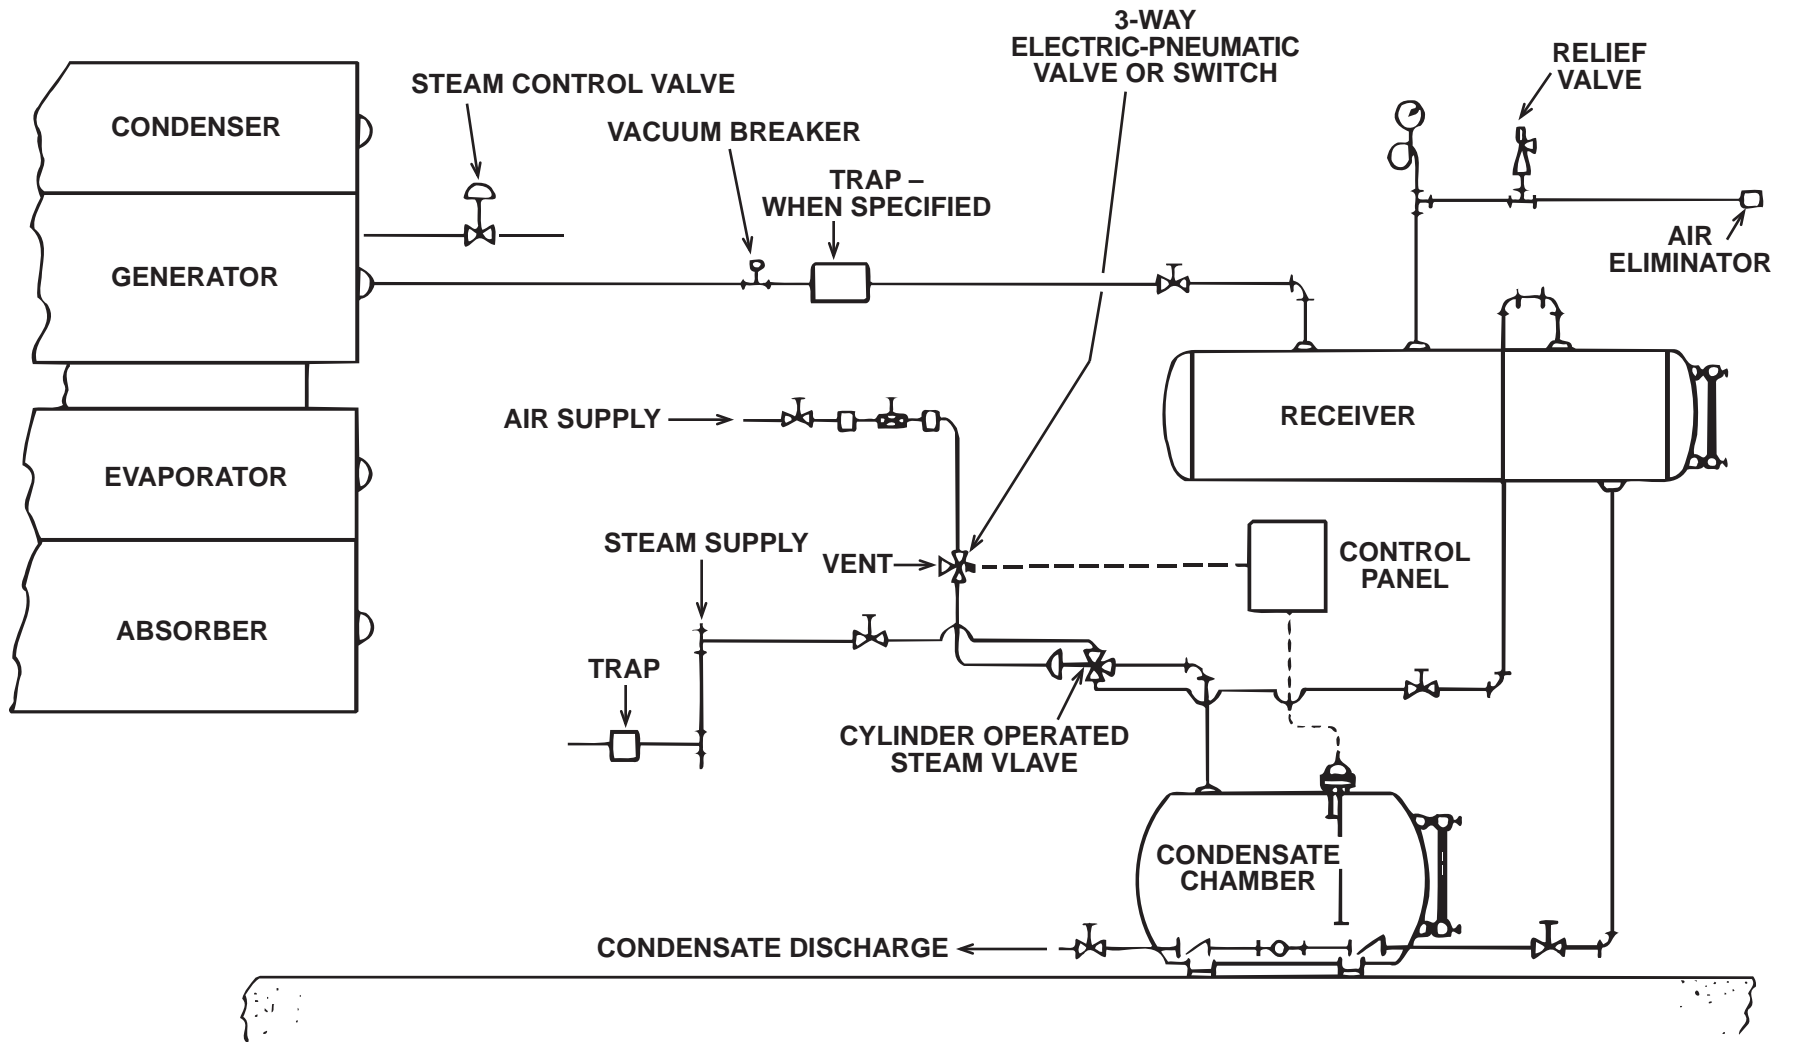 3-WAY
ELECTRIC-PNEUMATIC
VALVE OR SWITCH
RELIEF
VALVE
STEAM CONTROL VALVE
CONDENSER
VACUUM BREAKER
TRAP –
WHEN SPECIFIED
AIR
ELIMINATOR
GENERATOR
AIR SUPPLY
RECEIVER
EVAPORATOR
STEAM SUPPLY
VENT
CONTROL
PANEL
ABSORBER
TRAP
CYLINDER OPERATED
STEAM VLAVE
CONDENSATE
CHAMBER
CONDENSATE DISCHARGE